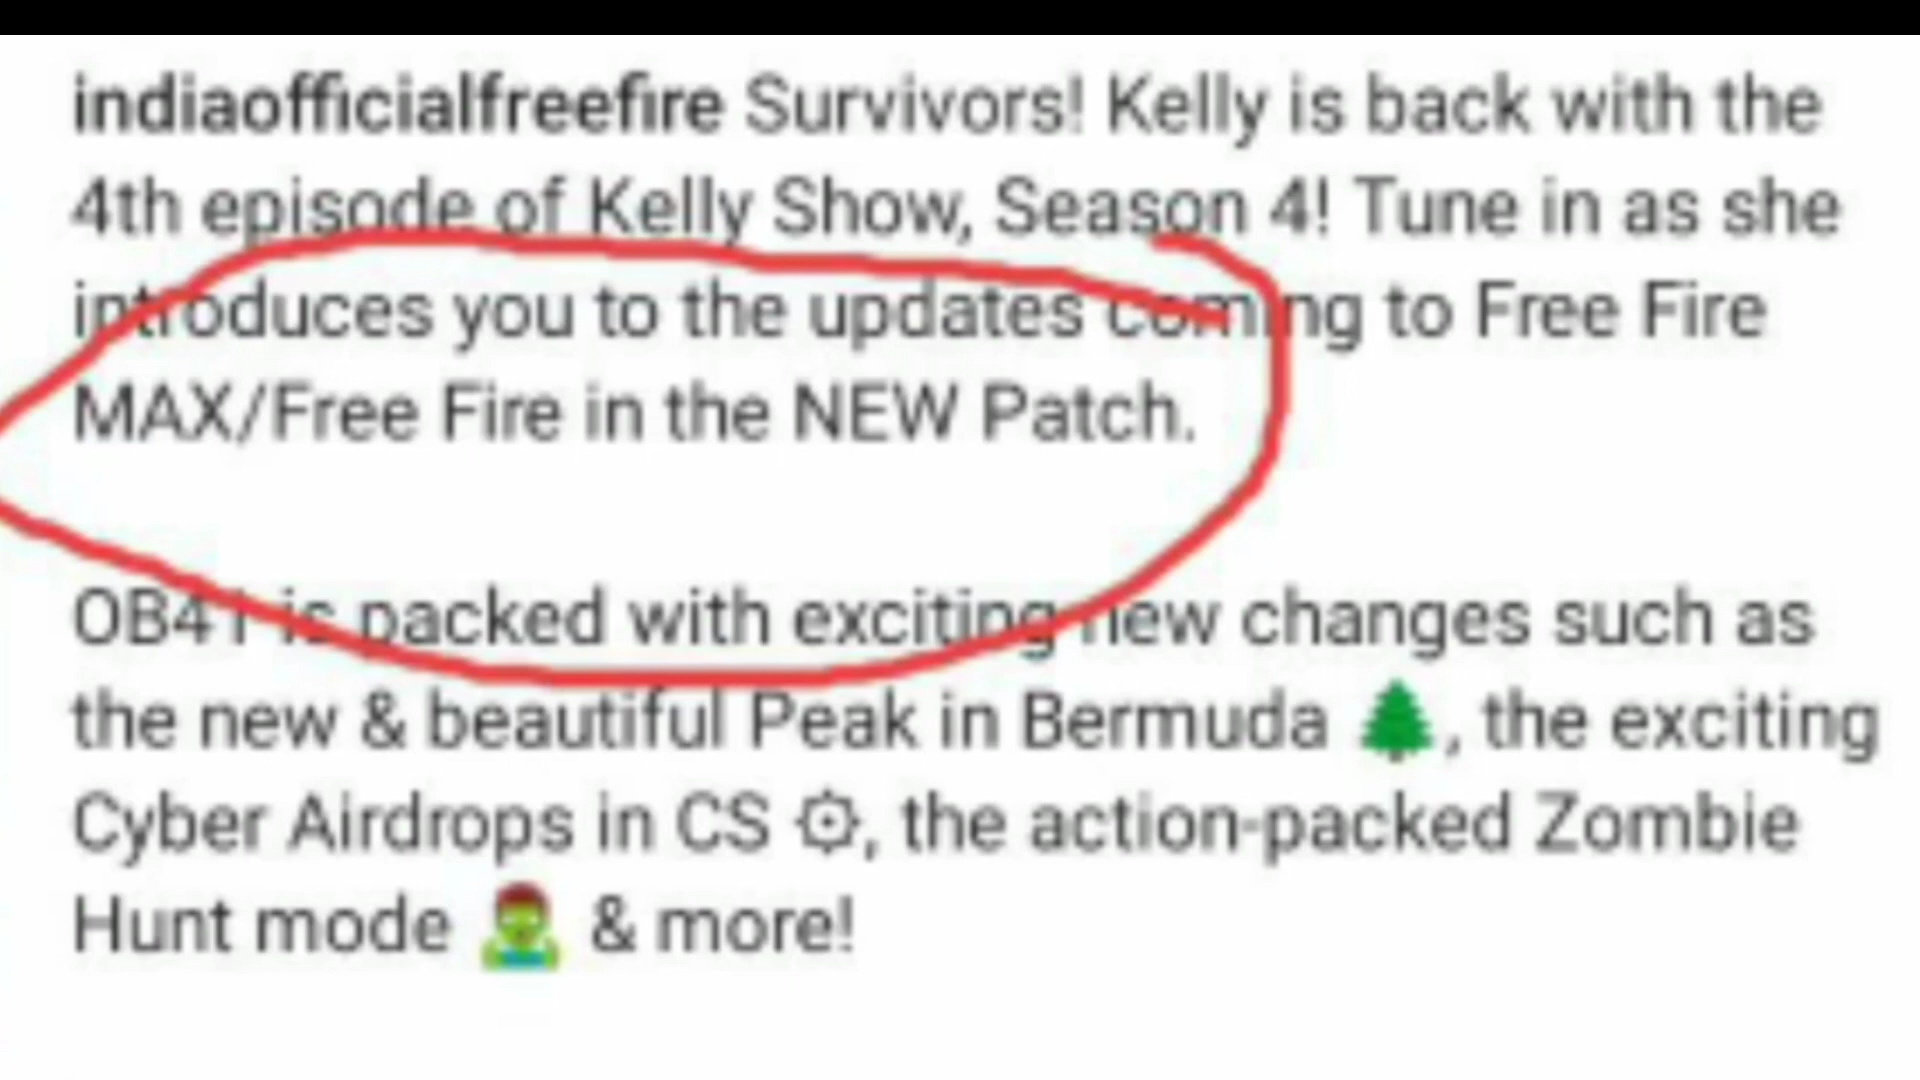 indiaofficialfreefire Survivors! Kelly is back with the
4th episode of Kelly Show, Season 4! Tune in as she
introduces you to the updates coming to Free Fire
MAX/Free Fire in the NEW Patch.
OB41 is packed with exciting new changes such as
the new & beautiful Peak in Bermuda 🌲, the exciting
Cyber Airdrops in CS ⚙, the action-packed Zombie
Hunt mode 🧟‍♂️ & more!